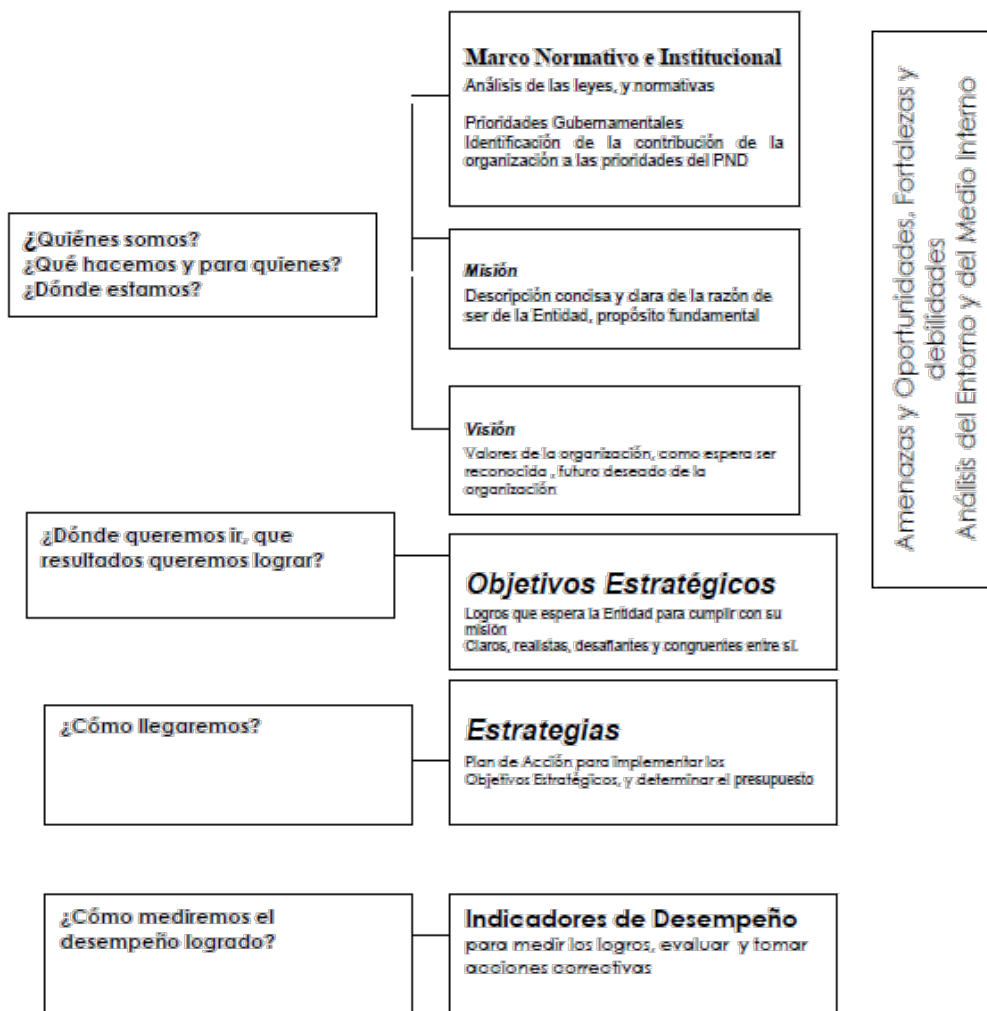 Marco Normativo e Institucional
Análisis de las leyes, y normativas
Prioridades Gubernamentales
Identificación de la contribución de la
organización a las prioridades del PND
¿Quiénes somos?
¿Qué hacemos y para quienes?
¿Dónde estamos?
Misión
Descripción concisa y clara de la razón de
ser de la Entidad, propósito fundamental
Visión
Valores de la organización, como espera ser
reconocida , futuro deseado de la
organización
¿Dónde queremos ir, que
resultados queremos lograr?
Objetivos Estratégicos
Logros que espera la Entidad para cumplir con su
misión
Claros, realistas, desafiantes y congruentes entre sí.
¿Cómo llegaremos?
Estrategias
Plan de Acción para implementar los
Objetivos Estratégicos, y determinar el presupuesto
¿Cómo mediremos el
desempeño logrado?
Indicadores de Desempeño
para medir los logros, evaluar y tomar
acciones correctivas
Amenazas y Oportunidades, Fortalezas y
debilidades
Análisis del Entorno y del Medio Interno